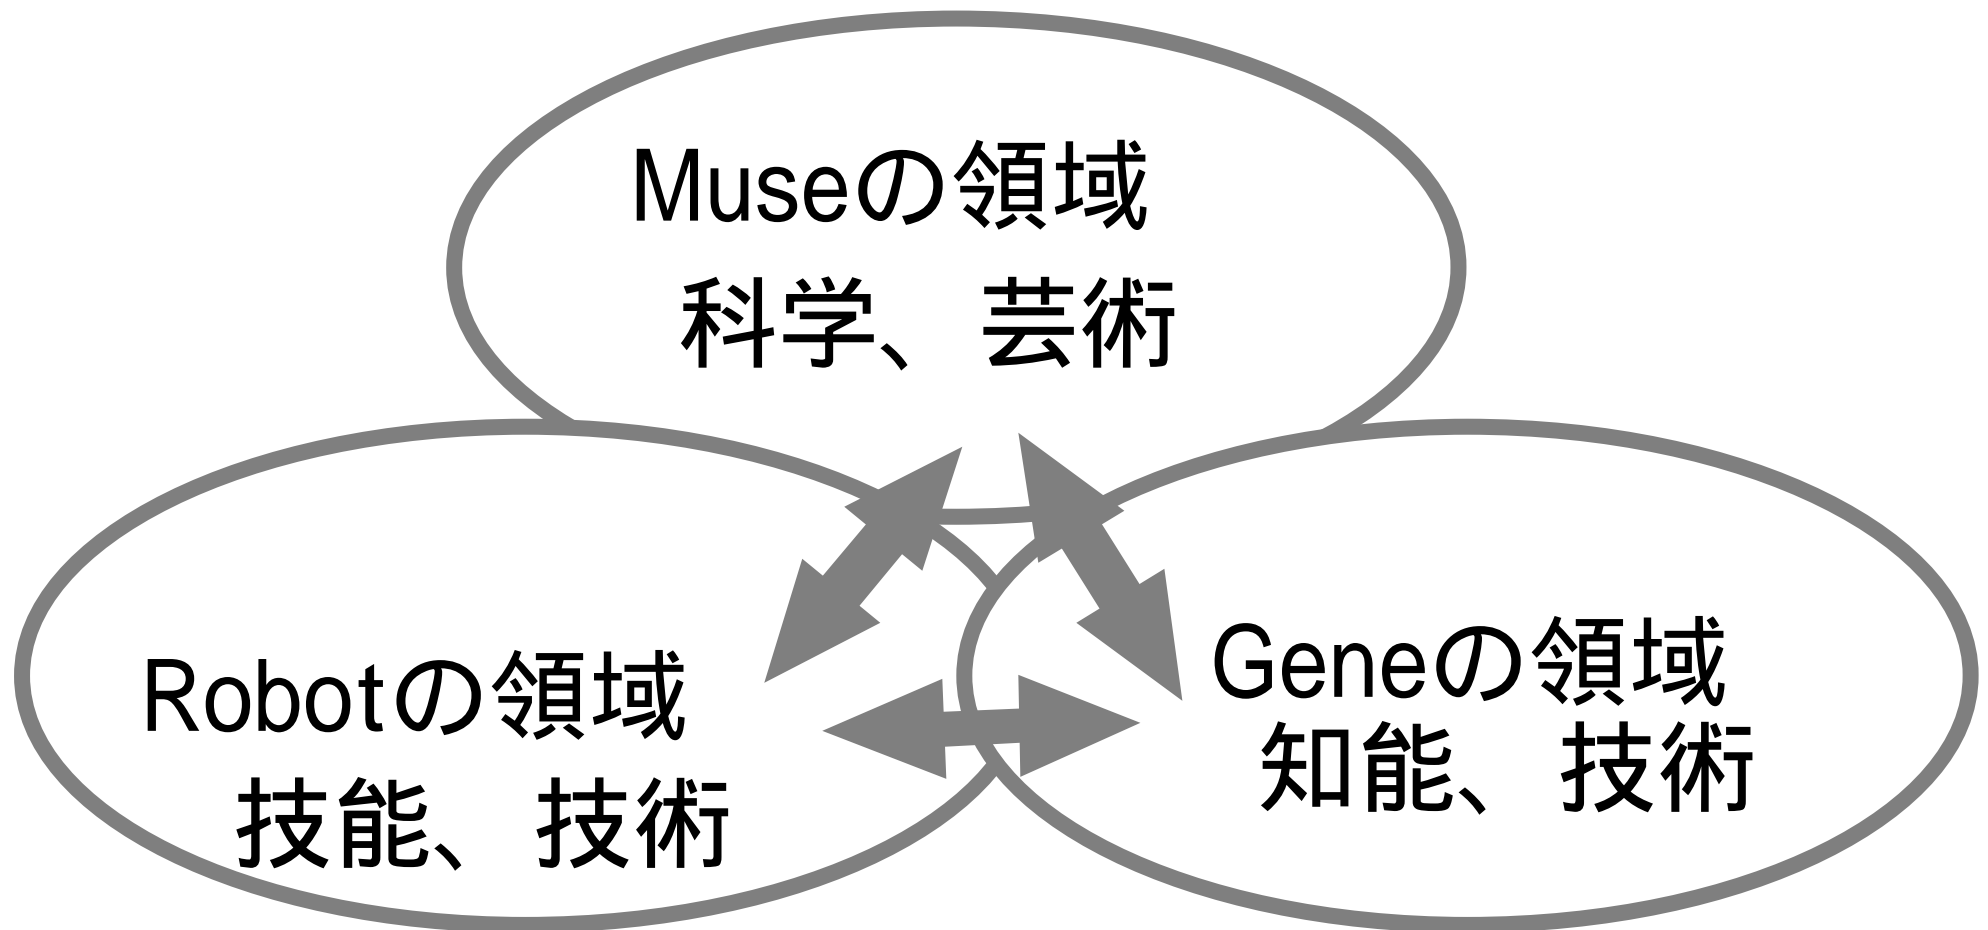 Museの領域
科学、芸術
Robotの領域
技能、技術
Geneの領域
知能、技術